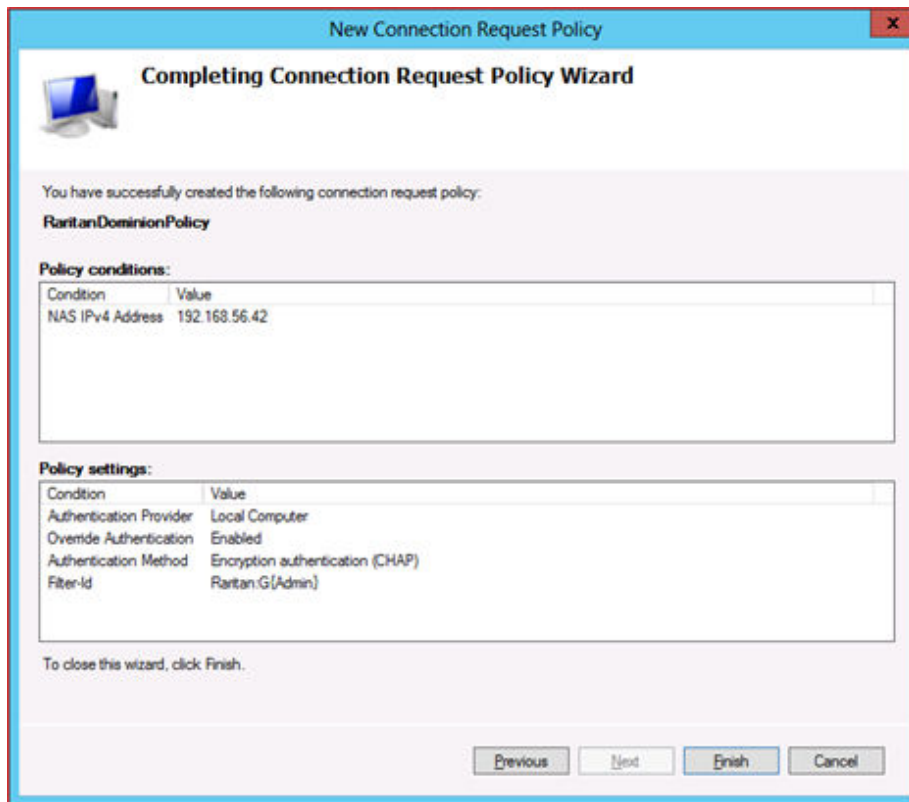 New Connection Request Policy
x
Completing Connection Request Policy Wizard
You have successfully created the following connection request policy:
RaritanDominionPolicy
Policy conditions:
Condition Value
NAS IPv4 Address 192.168.56.42
Policy settings:
Condition Value
Authentication Provider Local Computer
Override Authentication Enabled
Authentication Method Encryption authentication (CHAP)
Filter-Id Raritan:G{Admin}
To close this wizard, click Finish.
Previous Next Finish Cancel